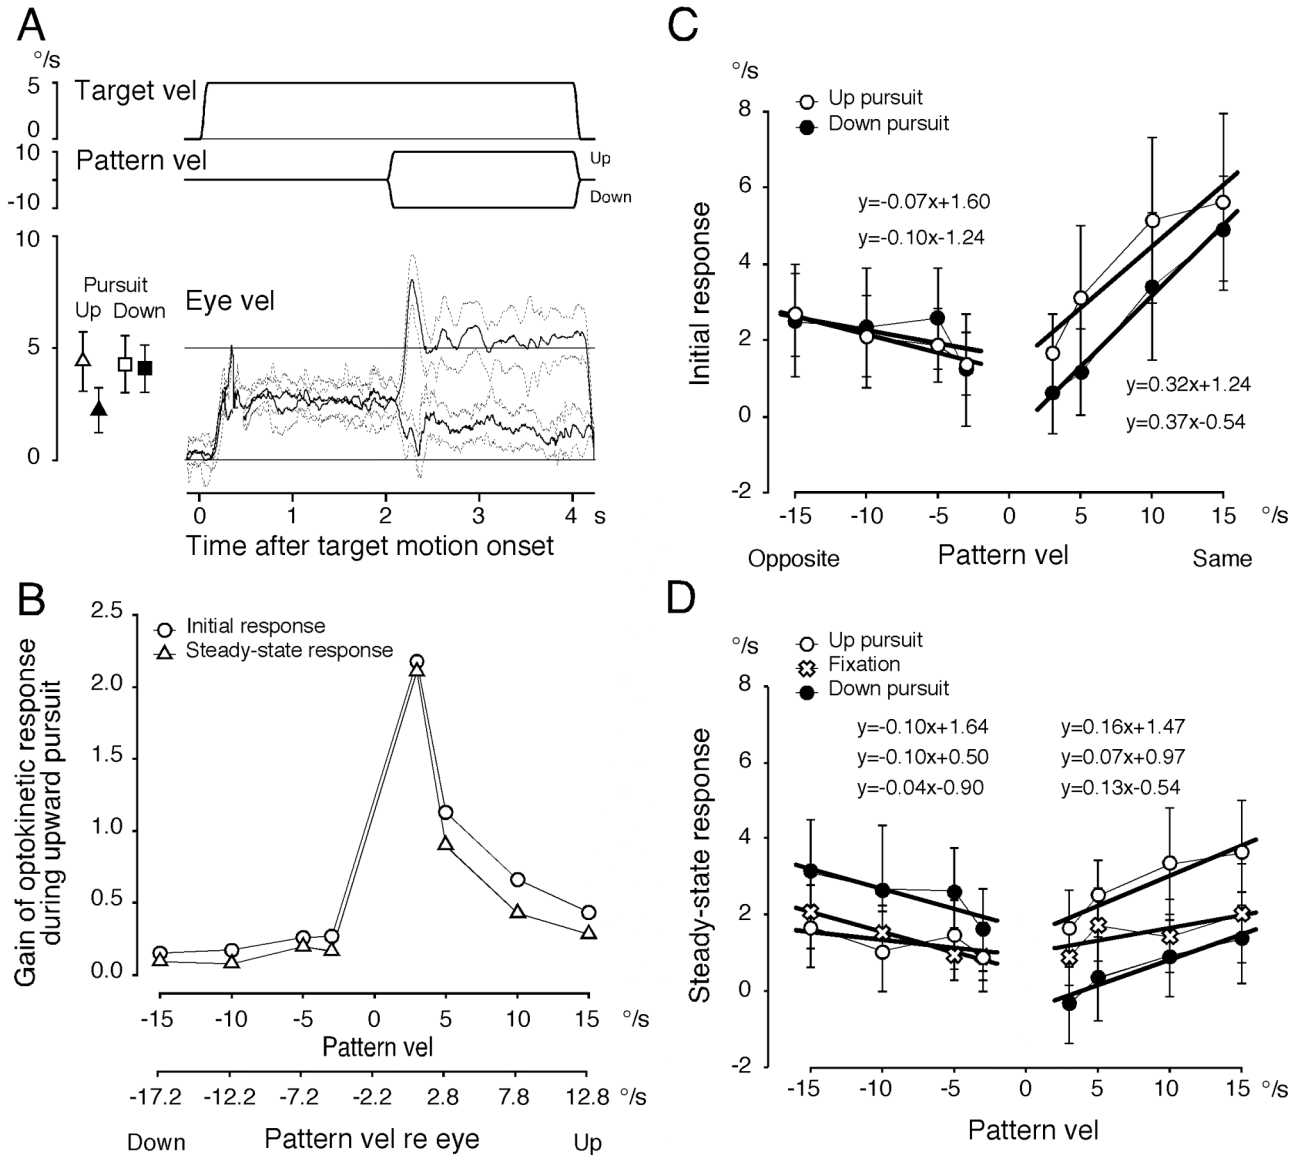 A
°/s
5
Target vel
0
10
Pattern vel
Up
-10
Down
10
Pursuit
Up Down
Eye vel
5
0
0 1 2 3 4 s
Time after target motion onset
B
Gain of optokinetic response
during upward pursuit
2.5
Initial response
Steady-state response
2.0
1.5
1.0
0.5
0.0
-15 -10 -5 0 5 10 15 °/s
Pattern vel
-17.2 -12.2 -7.2 -2.2 2.8 7.8 12.8 °/s
Down Pattern vel re eye Up
C
°/s
Initial response
8
Up pursuit
Down pursuit
6
y=-0.07x+1.60
y=-0.10x-1.24
4
2
y=0.32x+1.24
0
y=0.37x-0.54
-2
-15 -10 -5 0 5 10 15 °/s
Opposite Pattern vel Same
D
°/s
Steady-state response
Up pursuit
Fixation
Down pursuit
8
y=-0.10x+1.64 y=0.16x+1.47
y=-0.10x+0.50 y=0.07x+0.97
6
y=-0.04x-0.90 y=0.13x-0.54
4
2
0
-2
-15 -10 -5 0 5 10 15 °/s
Pattern vel